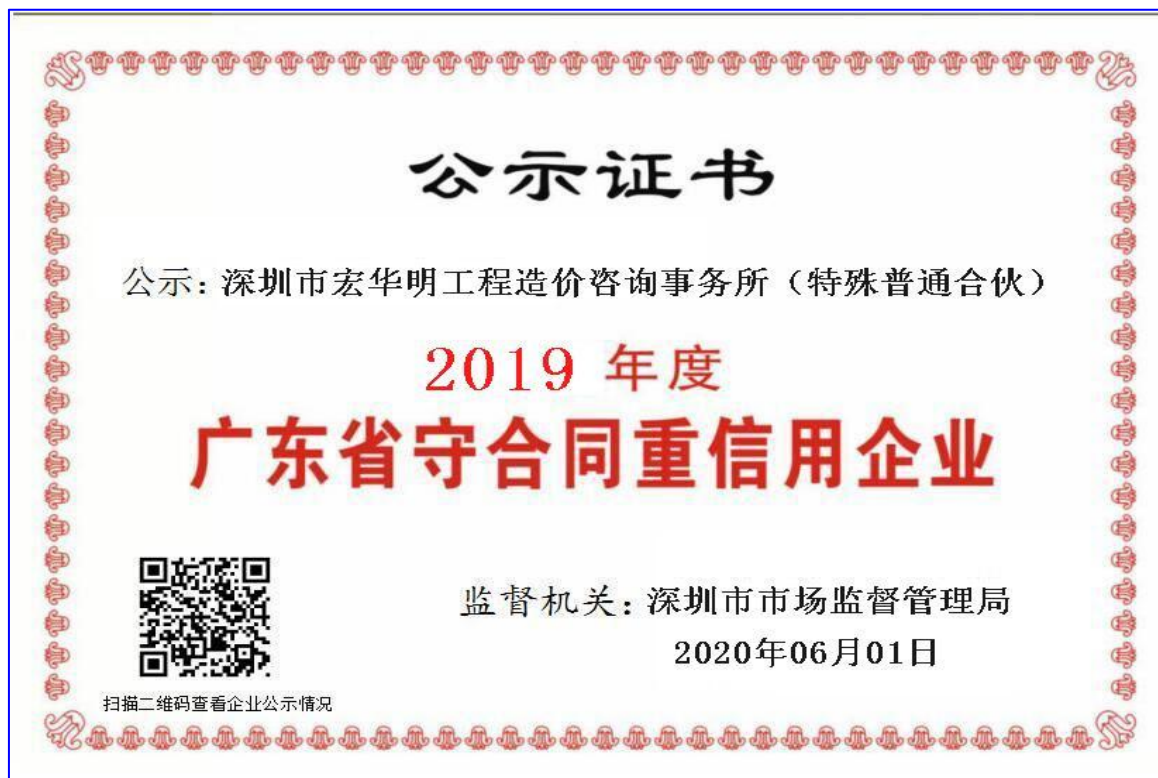 公示证书
公示：深圳市宏华明工程造价咨询事务所（特殊普通合伙）
2019 年度
广东省守合同重信用企业
监督机关：深圳市市场监督管理局
2020年06月01日
扫描二维码查看企业公示情况